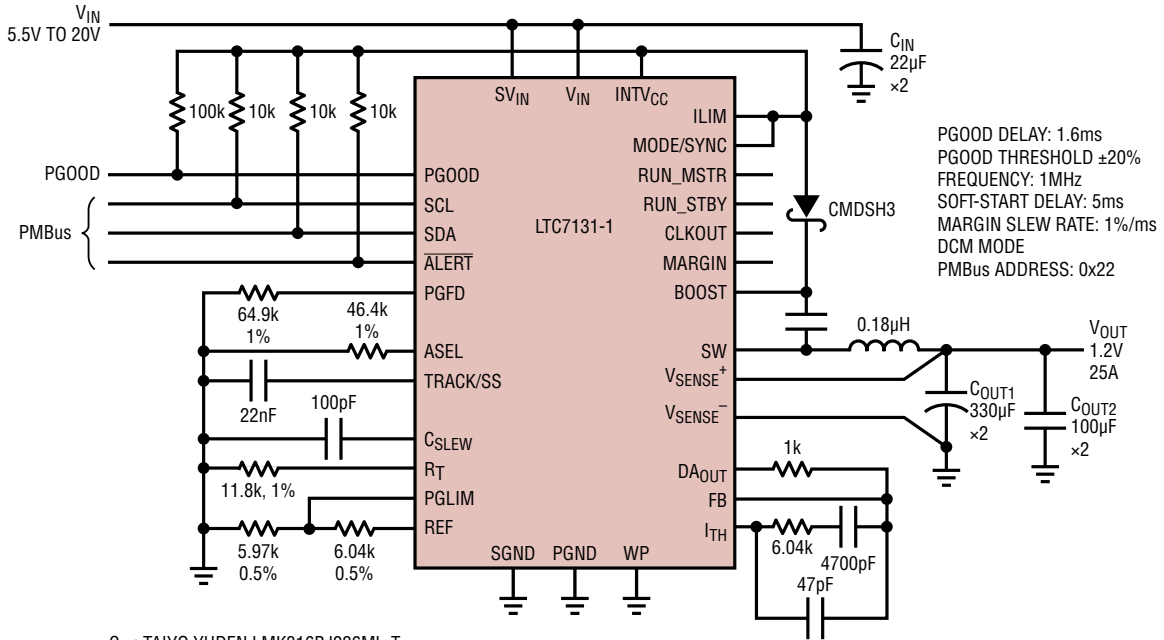 VIN
5.5V TO 20V
CIN
22µF
×2
100k
10k
10k
10k
SVIN
VIN
INTVCC
ILIM
MODE/SYNC
RUN_MSTR
RUN_STBY
CLKOUT
MARGIN
BOOST
SW
VSENSE+
VSENSE–
DAOUT
FB
ITH
PGOOD
PMBus
PGOOD
SCL
SDA
ALERT
PGFD
ASEL
TRACK/SS
CSLEW
RT
PGLIM
REF
LTC7131-1
SGND
PGND
WP
CMDSH3
PGOOD DELAY: 1.6ms
PGOOD THRESHOLD ±20%
FREQUENCY: 1MHz
SOFT-START DELAY: 5ms
MARGIN SLEW RATE: 1%/ms
DCM MODE
PMBus ADDRESS: 0x22
64.9k
1%
46.4k
1%
22nF
100pF
11.8k, 1%
5.97k
0.5%
6.04k
0.5%
0.18µH
VOUT
1.2V
25A
COUT1
330µF
×2
COUT2
100µF
×2
1k
6.04k
4700pF
47pF